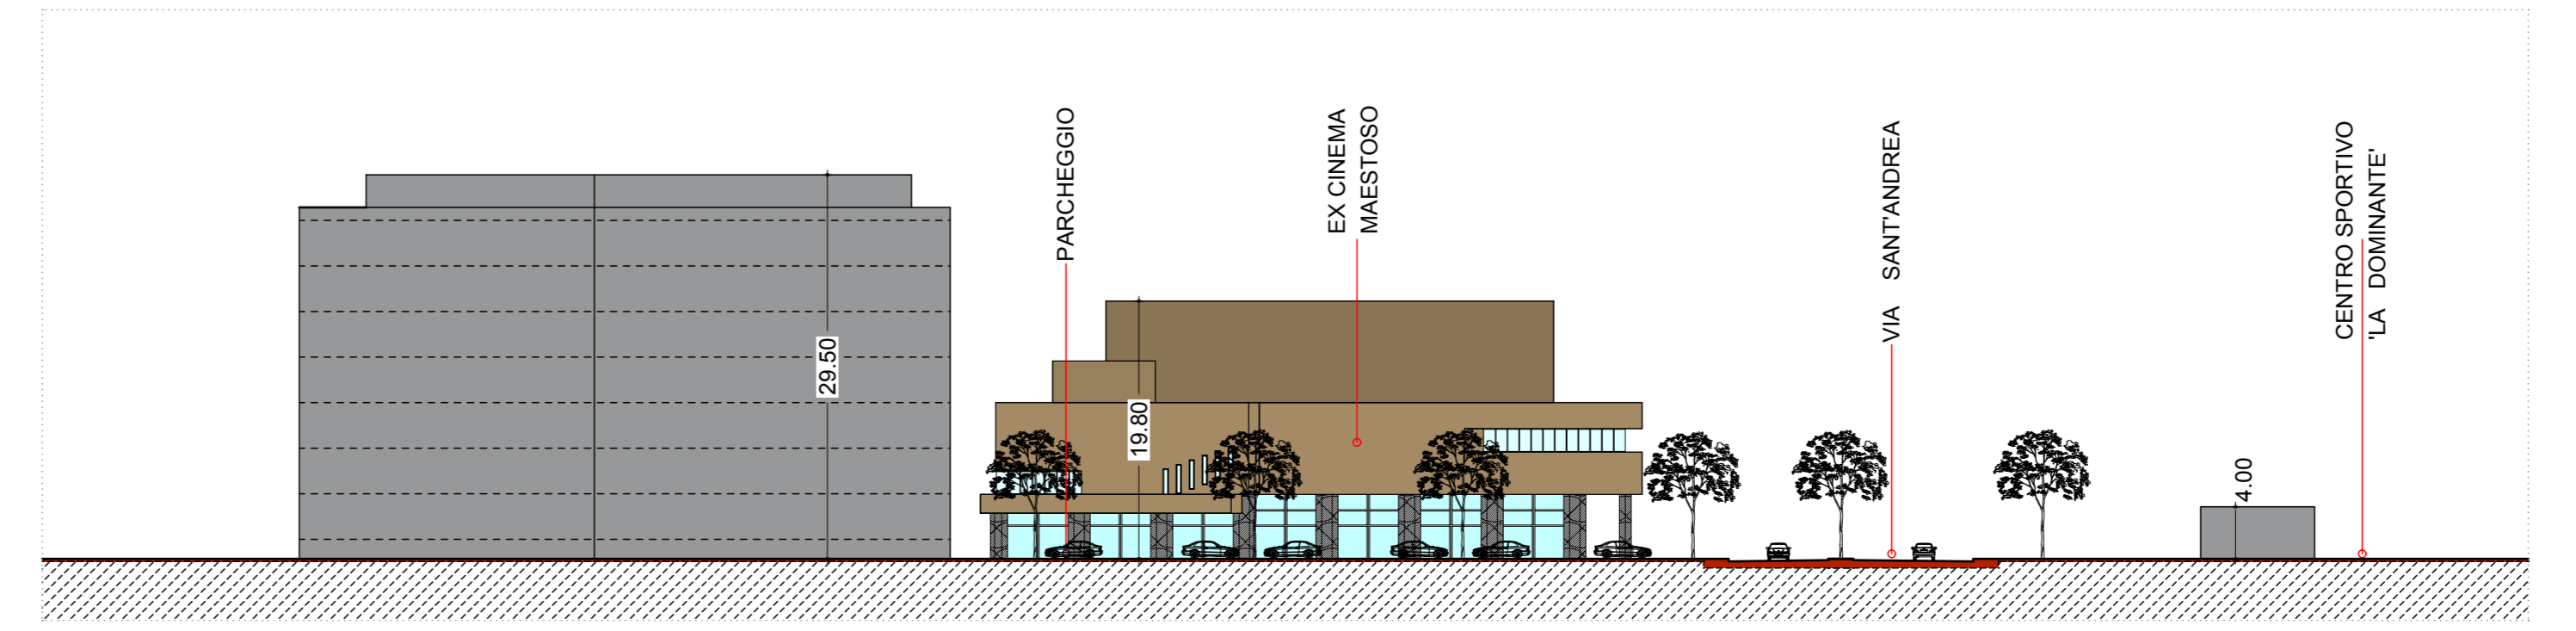 29.50
PARCHEGGIO
19.80
EX CINEMA
MAESTOSO
VIA SANT'ANDREA
4.00
CENTRO SPORTIVO
'LA DOMINANTE'